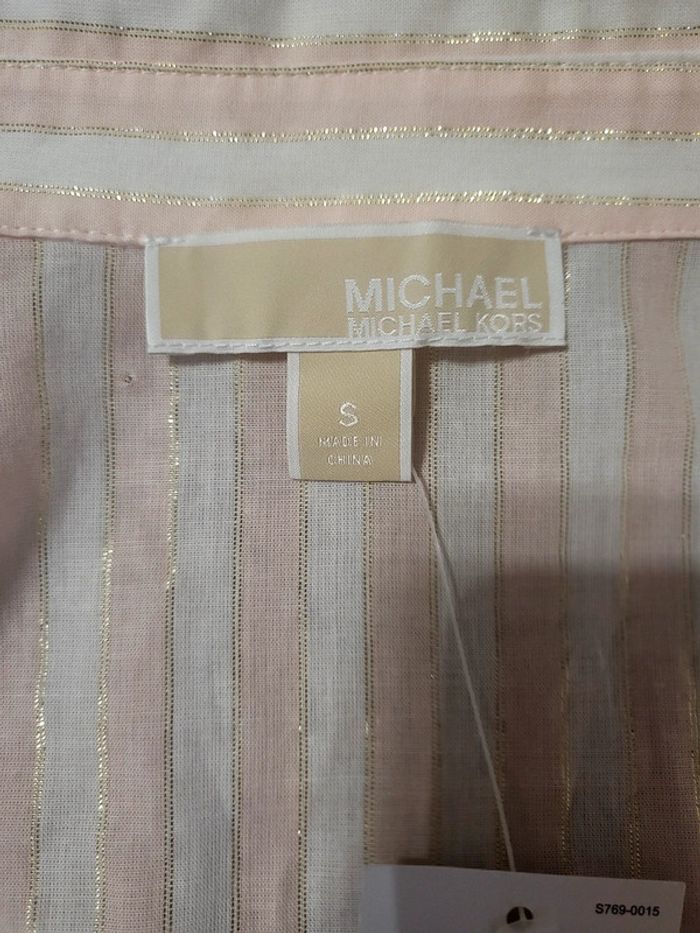 MICHAEL
MICHAEL KORS
S
MADE IN
CHINA
S769-0015